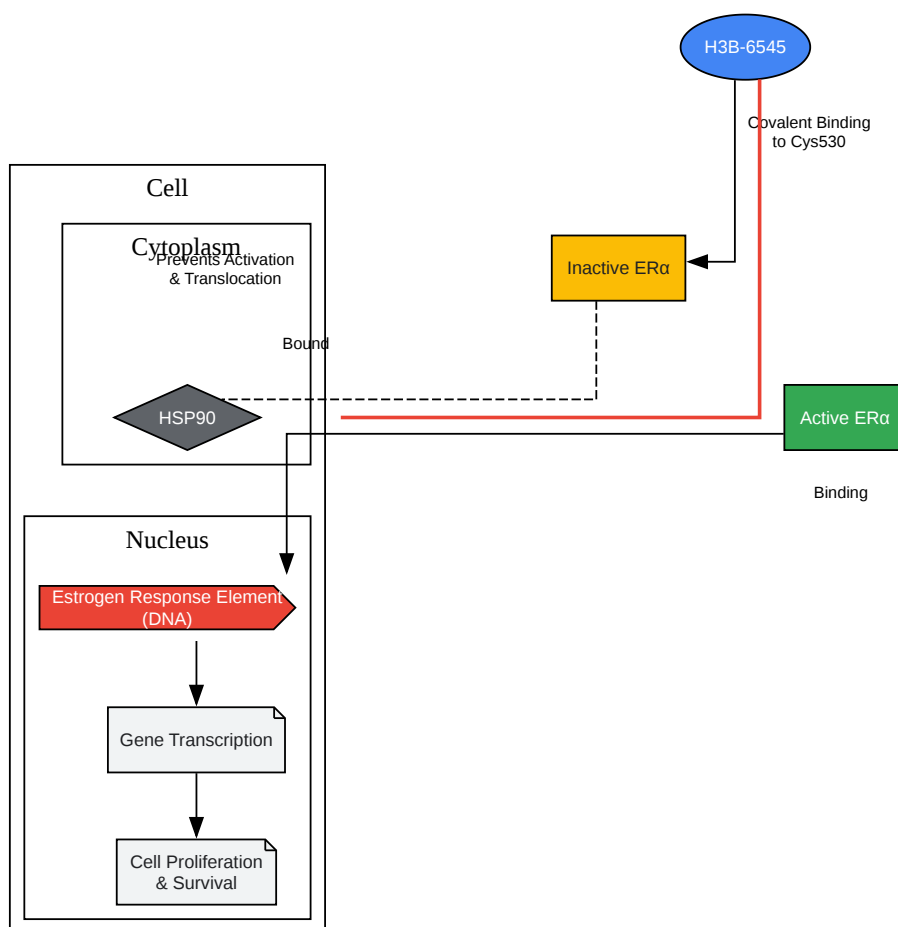 H3B-6545
Covalent Binding
to Cys530
Cell
Cytoplasm
Prevents Activation
& Translocation
Inactive ERα
Bound
HSP90
Active ERα
Binding
Nucleus
Estrogen Response Element
(DNA)
Gene Transcription
Cell Proliferation
& Survival